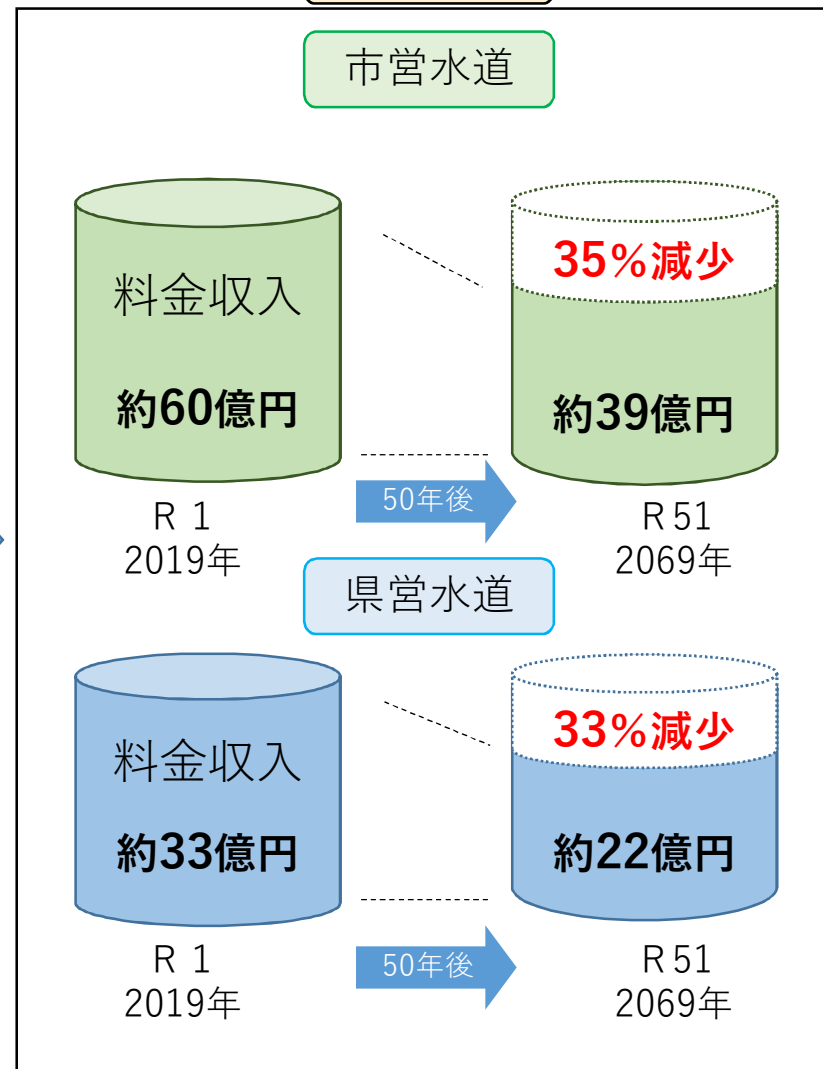 市営水道
料金収入
約60億円
35%減少
約39億円
50年後
R 1
2019年
R 51
2069年
県営水道
料金収入
約33億円
33%減少
約22億円
50年後
R 1
2019年
R 51
2069年